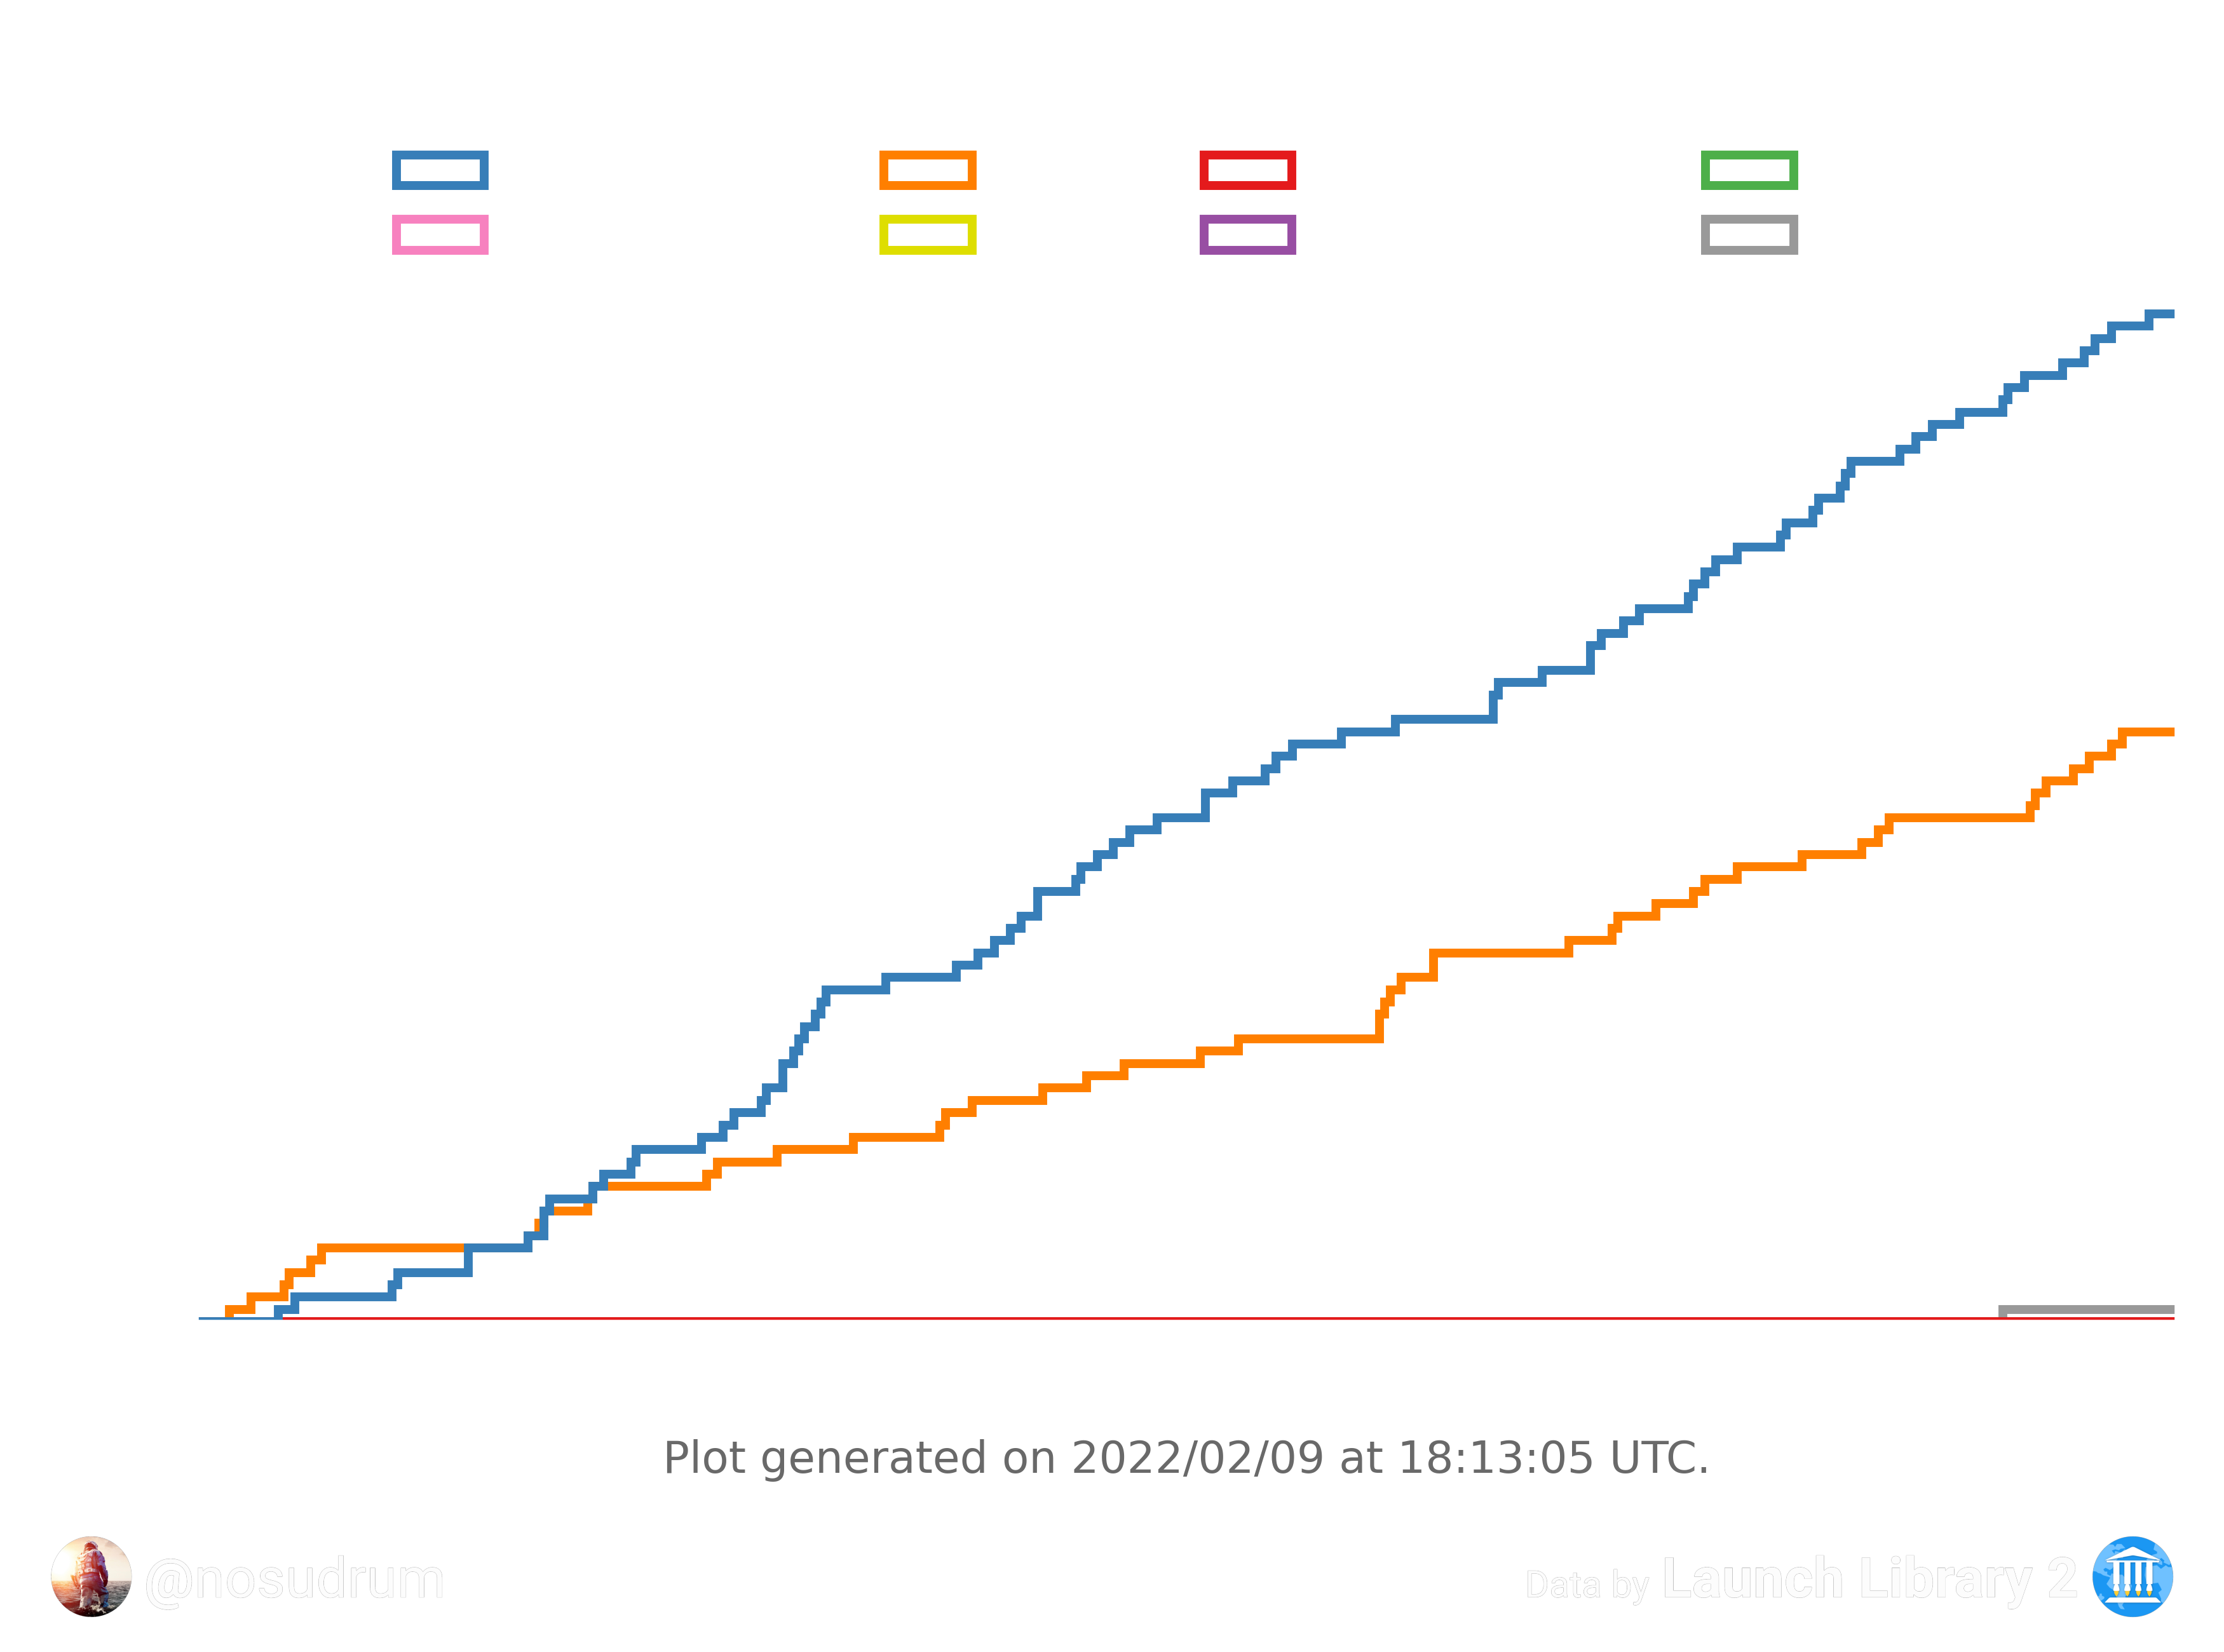 Plot generated on 2022/02/09 at 18:13:05 UTC.
@nosudrum
Data by Launch Library 2